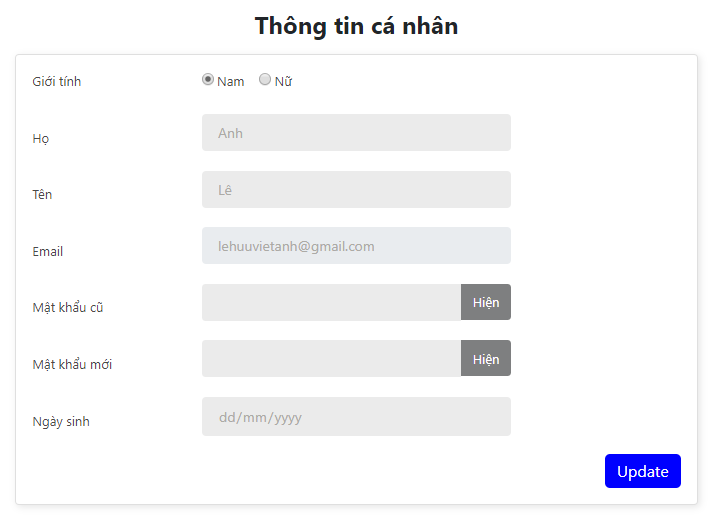 Thông tin cá nhân
Giới tính Nam Nữ
Họ Anh
Tên Lê
Email lehuuvietanh@gmail.com
Mật khẩu cũ Hiện
Mật khẩu mới Hiện
Ngày sinh dd/mm/yyyy
Update